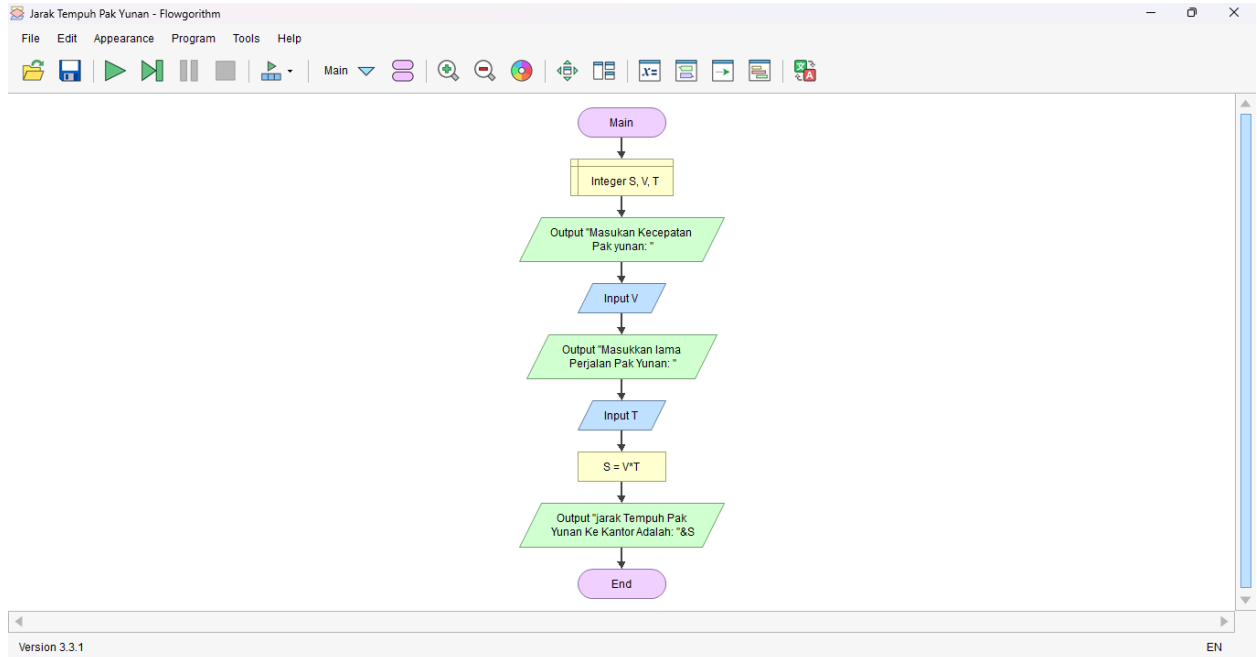 Jarak Tempuh Pak Yunan - Flowgorithm
File Edit Appearance Program Tools Help
Main
Main
Integer S, V, T
Output "Masukan Kecepatan
Pak yunan: "
Input V
Output "Masukkan lama
Perjalan Pak Yunan: "
Input T
S = V*T
Output "jarak Tempuh Pak
Yunan Ke Kantor Adalah: "&S
End
Version 3.3.1
EN